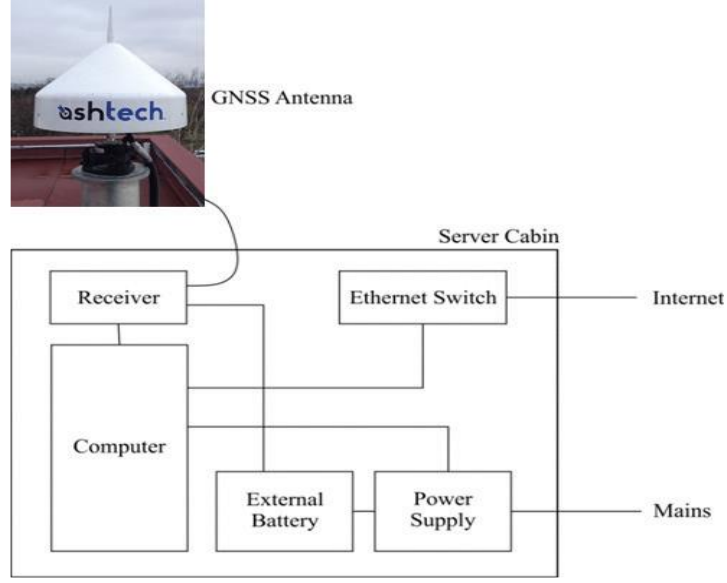 ashtech
GNSS Antenna
Server Cabin
Receiver
Ethernet Switch
Internet
Computer
External
Battery
Power
Supply
Mains